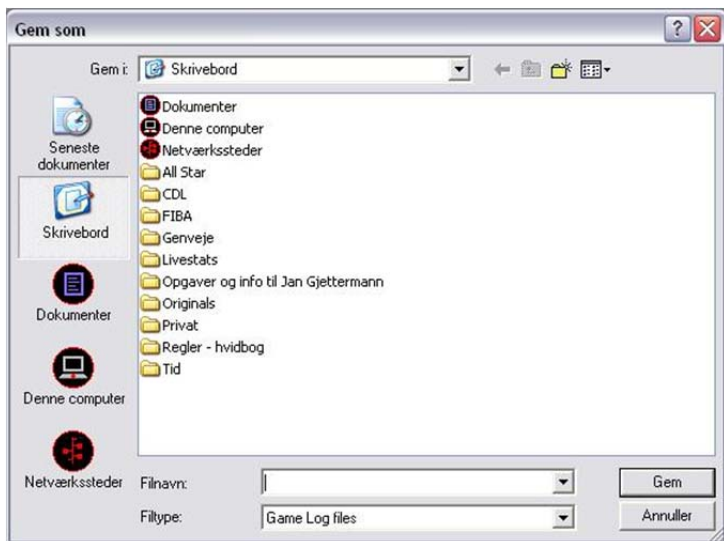 Gem som
Gem i:
Skrivebord
Seneste dokumenter
Skrivebord
Dokumenter
Denne computer
Netværkssteder
Dokumenter
Denne computer
Netværkssteder
All Star
CDL
FIBA
Genveje
Livestats
Opgaver og info til Jan Gjettermann
Originals
Privat
Regler - hvidbog
Tid
Filnavn:
Gem
Filtype:
Game Log files
Annuller